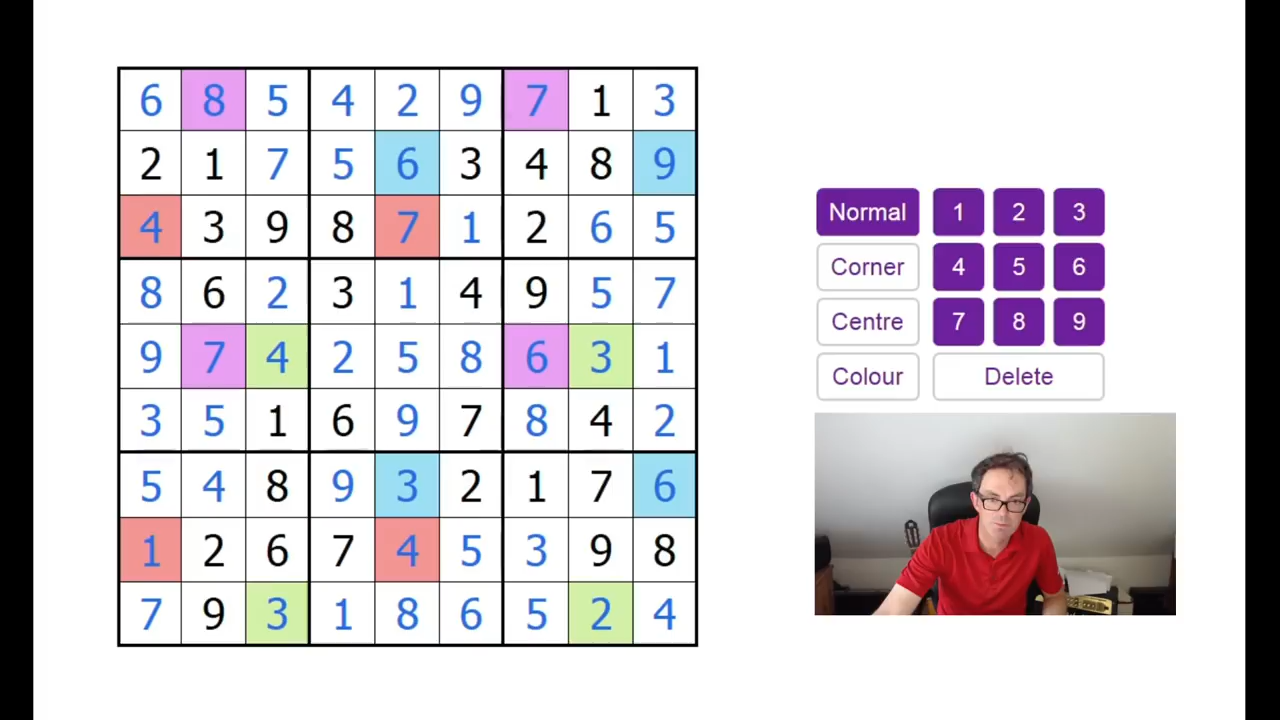 6 8 5 4 2 9 7 1 3
2 1 7 5 6 3 4 8 9
4 3 9 8 7 1 2 6 5
8 6 2 3 1 4 9 5 7
9 7 4 2 5 8 6 3 1
3 5 1 6 9 7 8 4 2
5 4 8 9 3 2 1 7 6
1 2 6 7 4 5 3 9 8
7 9 3 1 8 6 5 2 4
Normal 1 2 3
Corner 4 5 6
Centre 7 8 9
Colour Delete